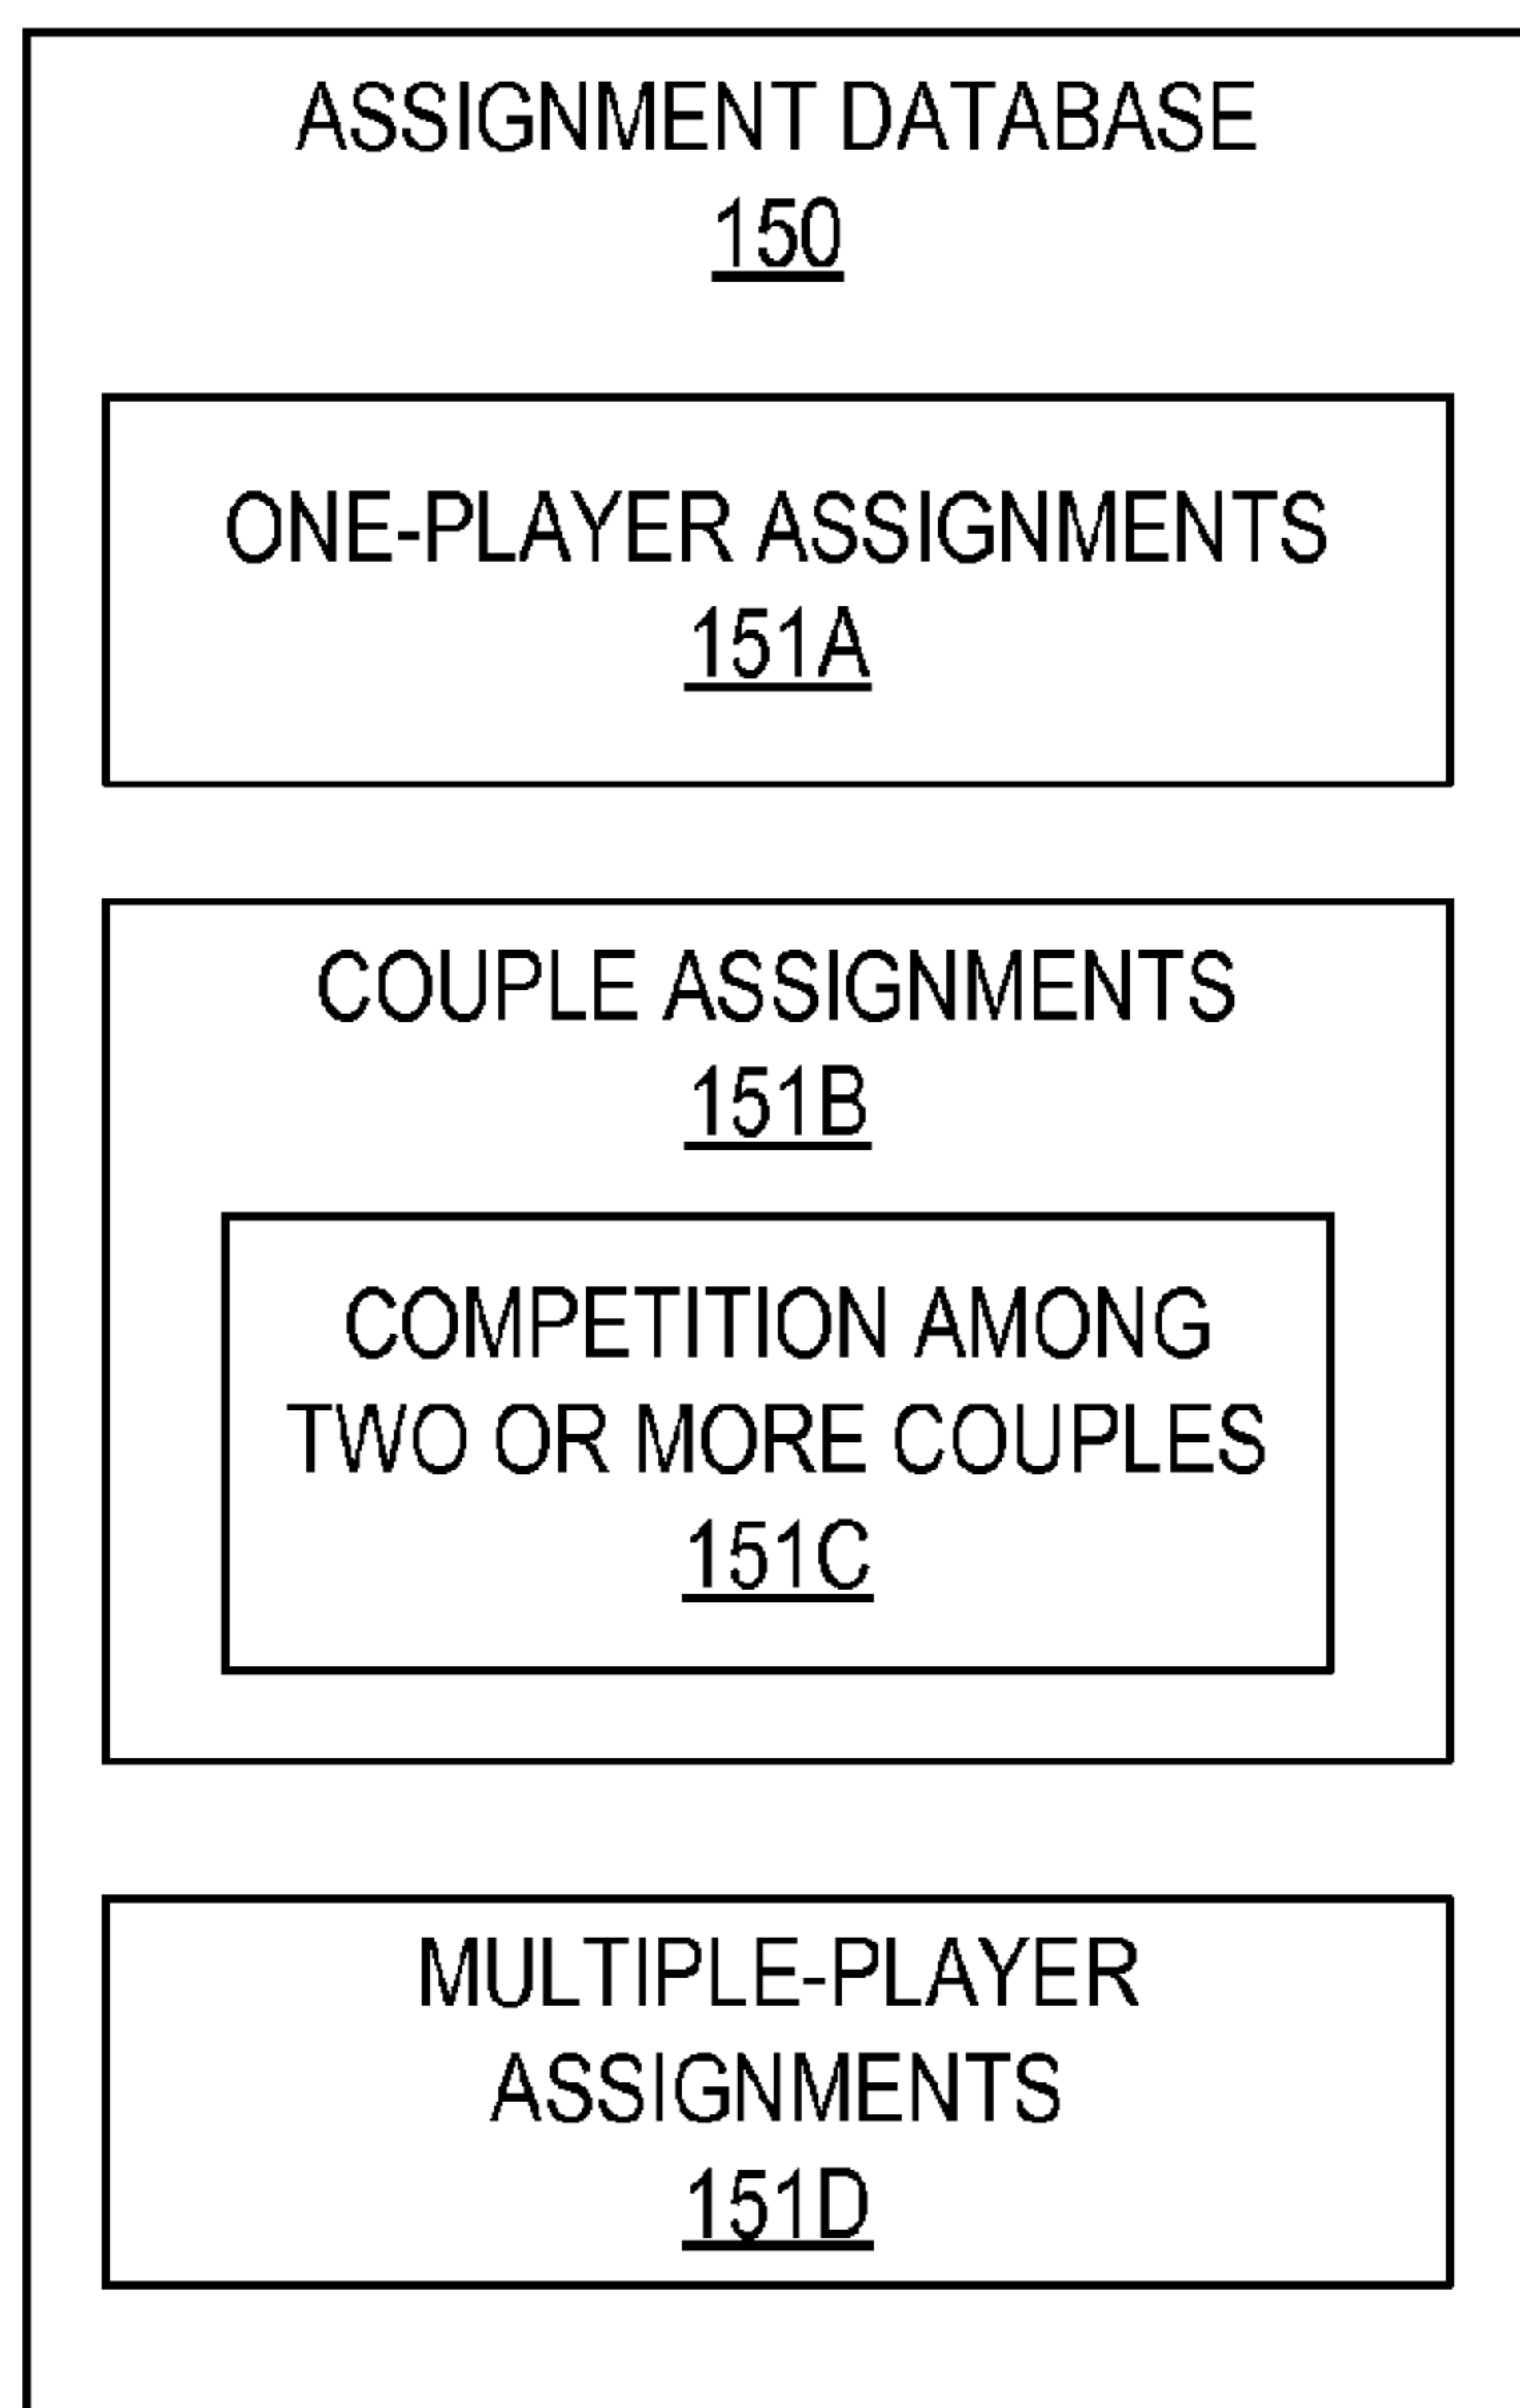 ASSIGNMENT DATABASE
150
ONE-PLAYER ASSIGNMENTS
151A
COUPLE ASSIGNMENTS
151B
COMPETITION AMONG
TWO OR MORE COUPLES
151C
MULTIPLE-PLAYER
ASSIGNMENTS
151D